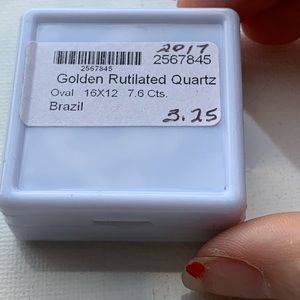 2017
2567845 2567845
Golden Rutilated Quartz
Oval 16X12 7.6 Cts.
Brazil
3.25